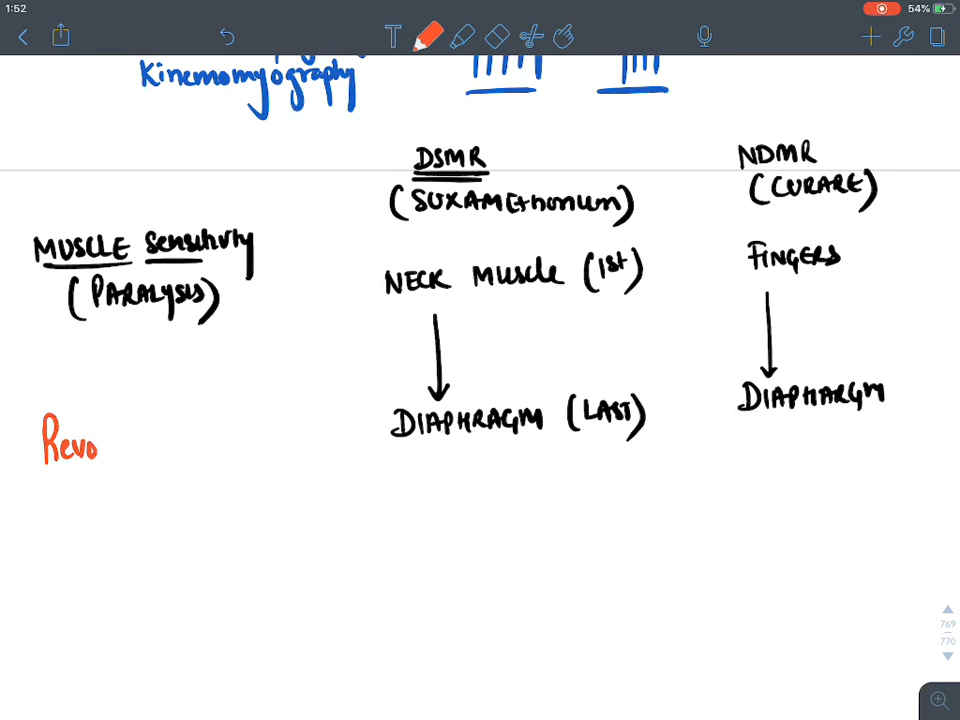 1:52
54%
T
Kinemomyography
DSMR
(SUXAMEthonium)
NDMR
(CURARE)
MUSCLE Sensitivity
(PARALYSIS)
NECK Muscle (1st)
FINGERS
DIAPHRAGM (LAST)
DIAPHARGM
Revo
769
770